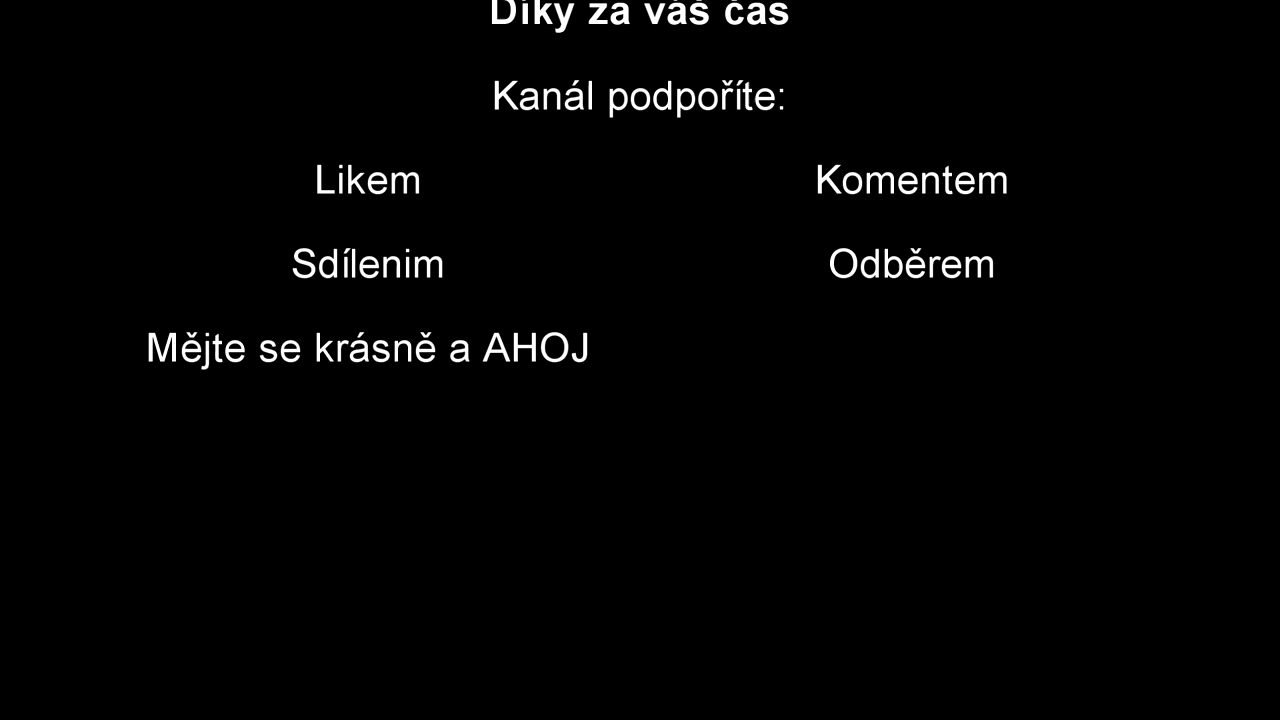 Díky za váš čas
Kanál podpoříte:
Likem Komentem
Sdílenim Odběrem
Mějte se krásně a AHOJ